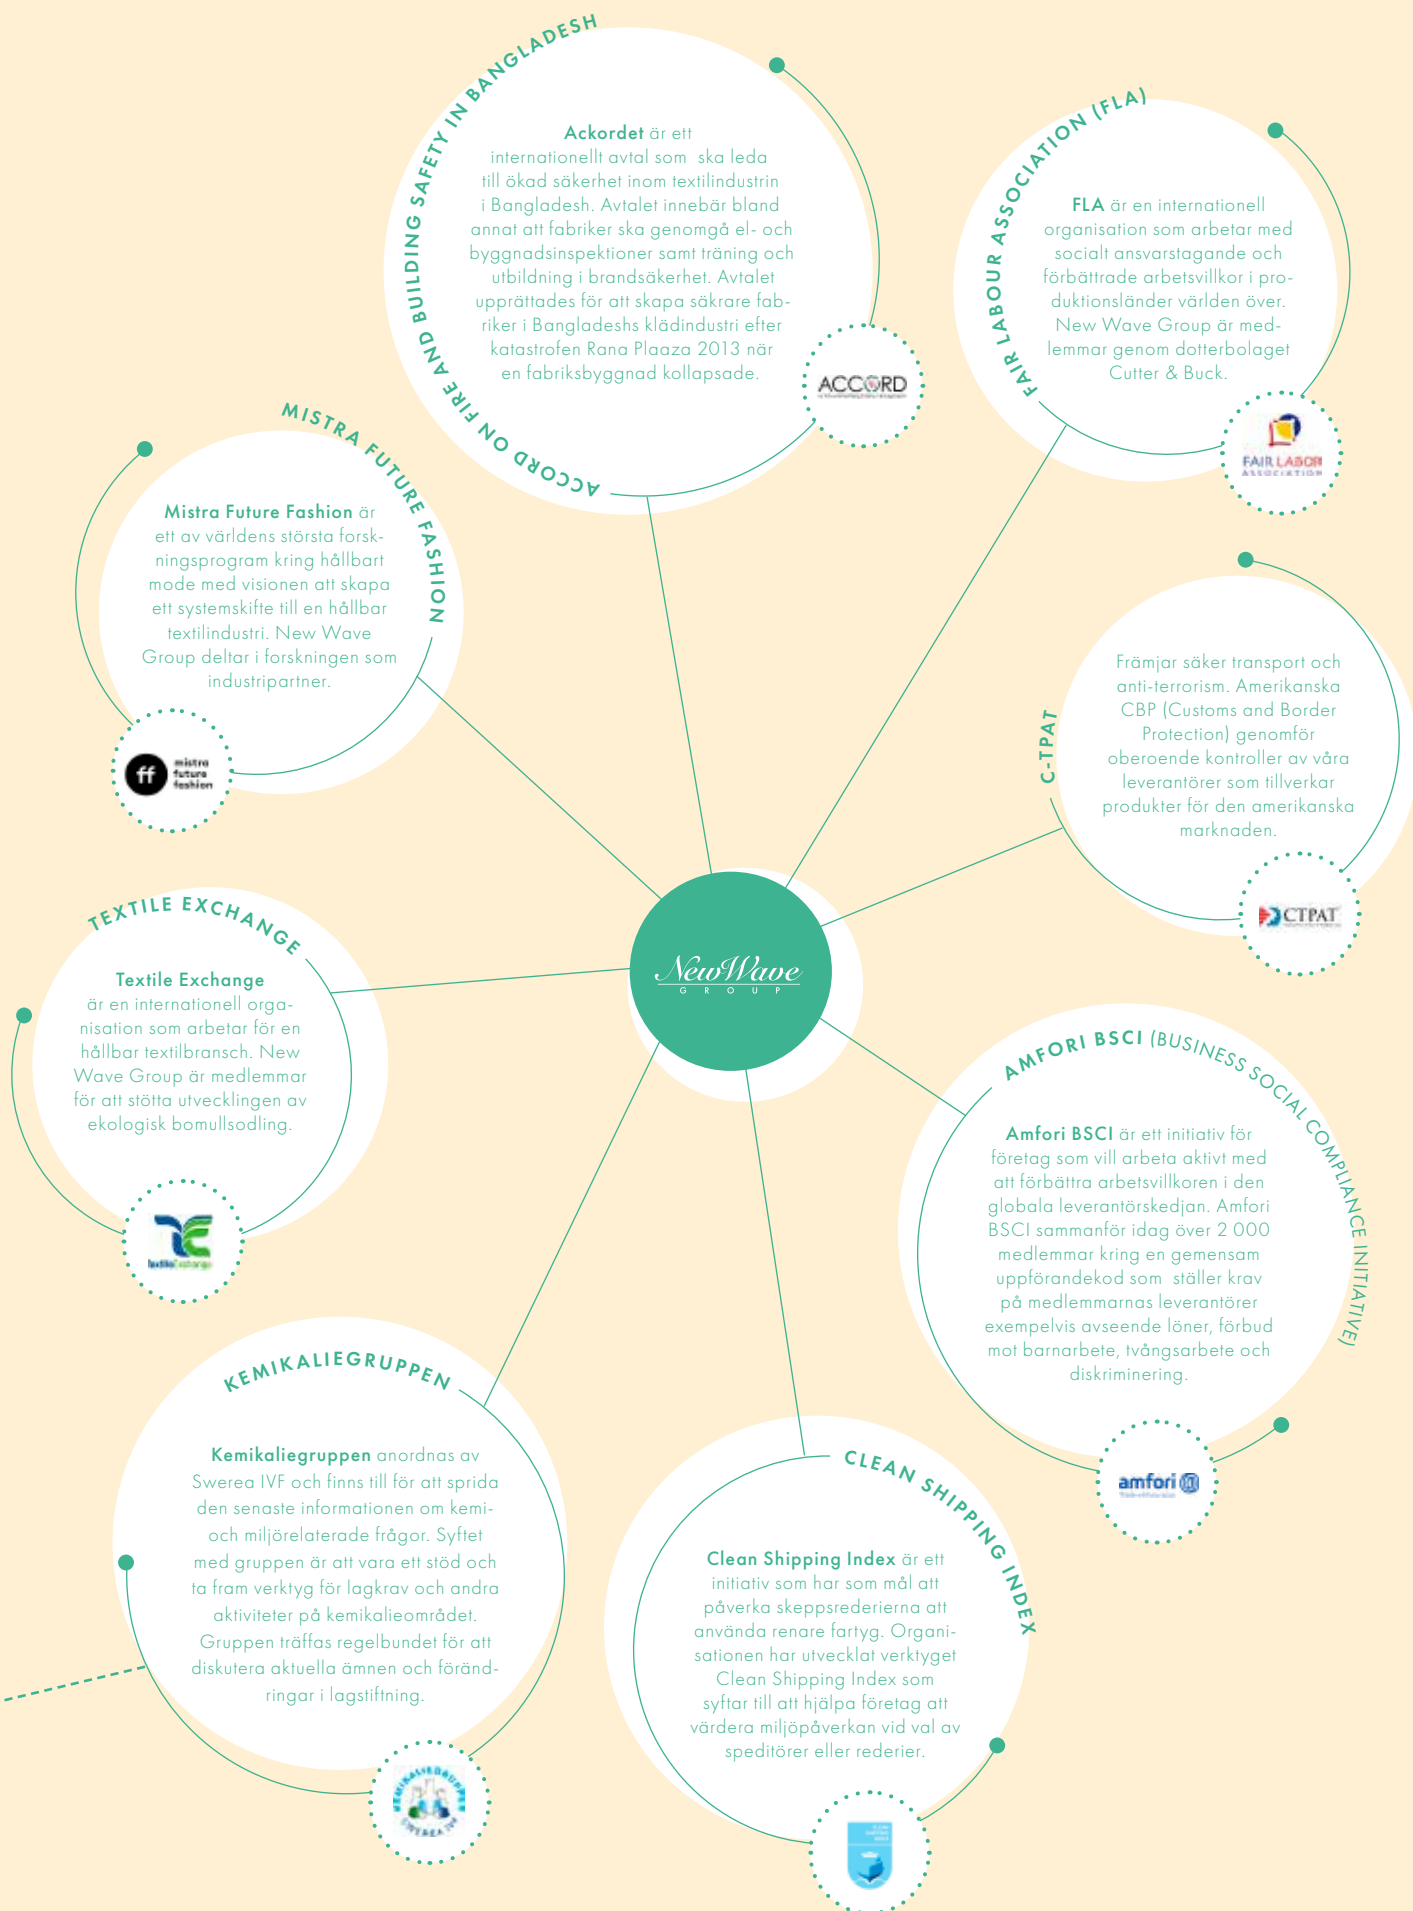 ACCORD ON FIRE AND BUILDING SAFETY IN BANGLADESH
Ackordet är ett
internationellt avtal som ska leda
till ökad säkerhet inom textilindustrin
i Bangladesh. Avtalet innebär bland
annat att fabriker ska genomgå el- och
byggnadsinspektioner samt träning och
utbildning i brandsäkerhet. Avtalet
upprättades för att skapa säkrare fab-
riker i Bangladeshs klädindustri efter
katastrofen Rana Plaaza 2013 när
en fabriksbyggnad kollapsade.
ACCORD
FAIR LABOUR ASSOCIATION (FLA)
FLA är en internationell
organisation som arbetar med
socialt ansvarstagande och
förbättrade arbetsvillkor i pro-
duktionsländer världen över.
New Wave Group är med-
lemmar genom dotterbolaget
Cutter & Buck.
FAIR LABOR
ASSOCIATION
MISTRA FUTURE FASHION
Mistra Future Fashion är
ett av världens största forsk-
ningsprogram kring hållbart
mode med visionen att skapa
ett systemskifte till en hållbar
textilindustri. New Wave
Group deltar i forskningen som
industripartner.
ff
mistra
future
fashion
C-TPAT
Främjar säker transport och
anti-terrorism. Amerikanska
CBP (Customs and Border
Protection) genomför
oberoende kontroller av våra
leverantörer som tillverkar
produkter för den amerikanska
marknaden.
CTPAT
TEXTILE EXCHANGE
Textile Exchange
är en internationell orga-
nisation som arbetar för en
hållbar textilbransch. New
Wave Group är medlemmar
för att stötta utvecklingen av
ekologisk bomullsodling.
TextileExchange
New Wave
GROUP
AMFORI BSCI (BUSINESS SOCIAL COMPLIANCE INITIATIVE)
Amfori BSCI är ett initiativ för
företag som vill arbeta aktivt med
att förbättra arbetsvillkoren i den
globala leverantörskedjan. Amfori
BSCI sammanför idag över 2 000
medlemmar kring en gemensam
uppförandekod som ställer krav
på medlemmarnas leverantörer
exempelvis avseende löner, förbud
mot barnarbete, tvångsarbete och
diskriminering.
amfori
KEMIKALIEGRUPPEN
Kemikaliegruppen anordnas av
Swerea IVF och finns till för att sprida
den senaste informationen om kemi-
och miljörelaterade frågor. Syftet
med gruppen är att vara ett stöd och
ta fram verktyg för lagkrav och andra
aktiviteter på kemikalieområdet.
Gruppen träffas regelbundet för att
diskutera aktuella ämnen och föränd-
ringar i lagstiftning.
SWEREA IVF
CLEAN SHIPPING INDEX
Clean Shipping Index är ett
initiativ som har som mål att
påverka skeppsrederierna att
använda renare fartyg. Organi-
sationen har utvecklat verktyget
Clean Shipping Index som
syftar till att hjälpa företag att
värdera miljöpåverkan vid val av
speditörer eller rederier.
CLEAN
SHIPPING
INDEX